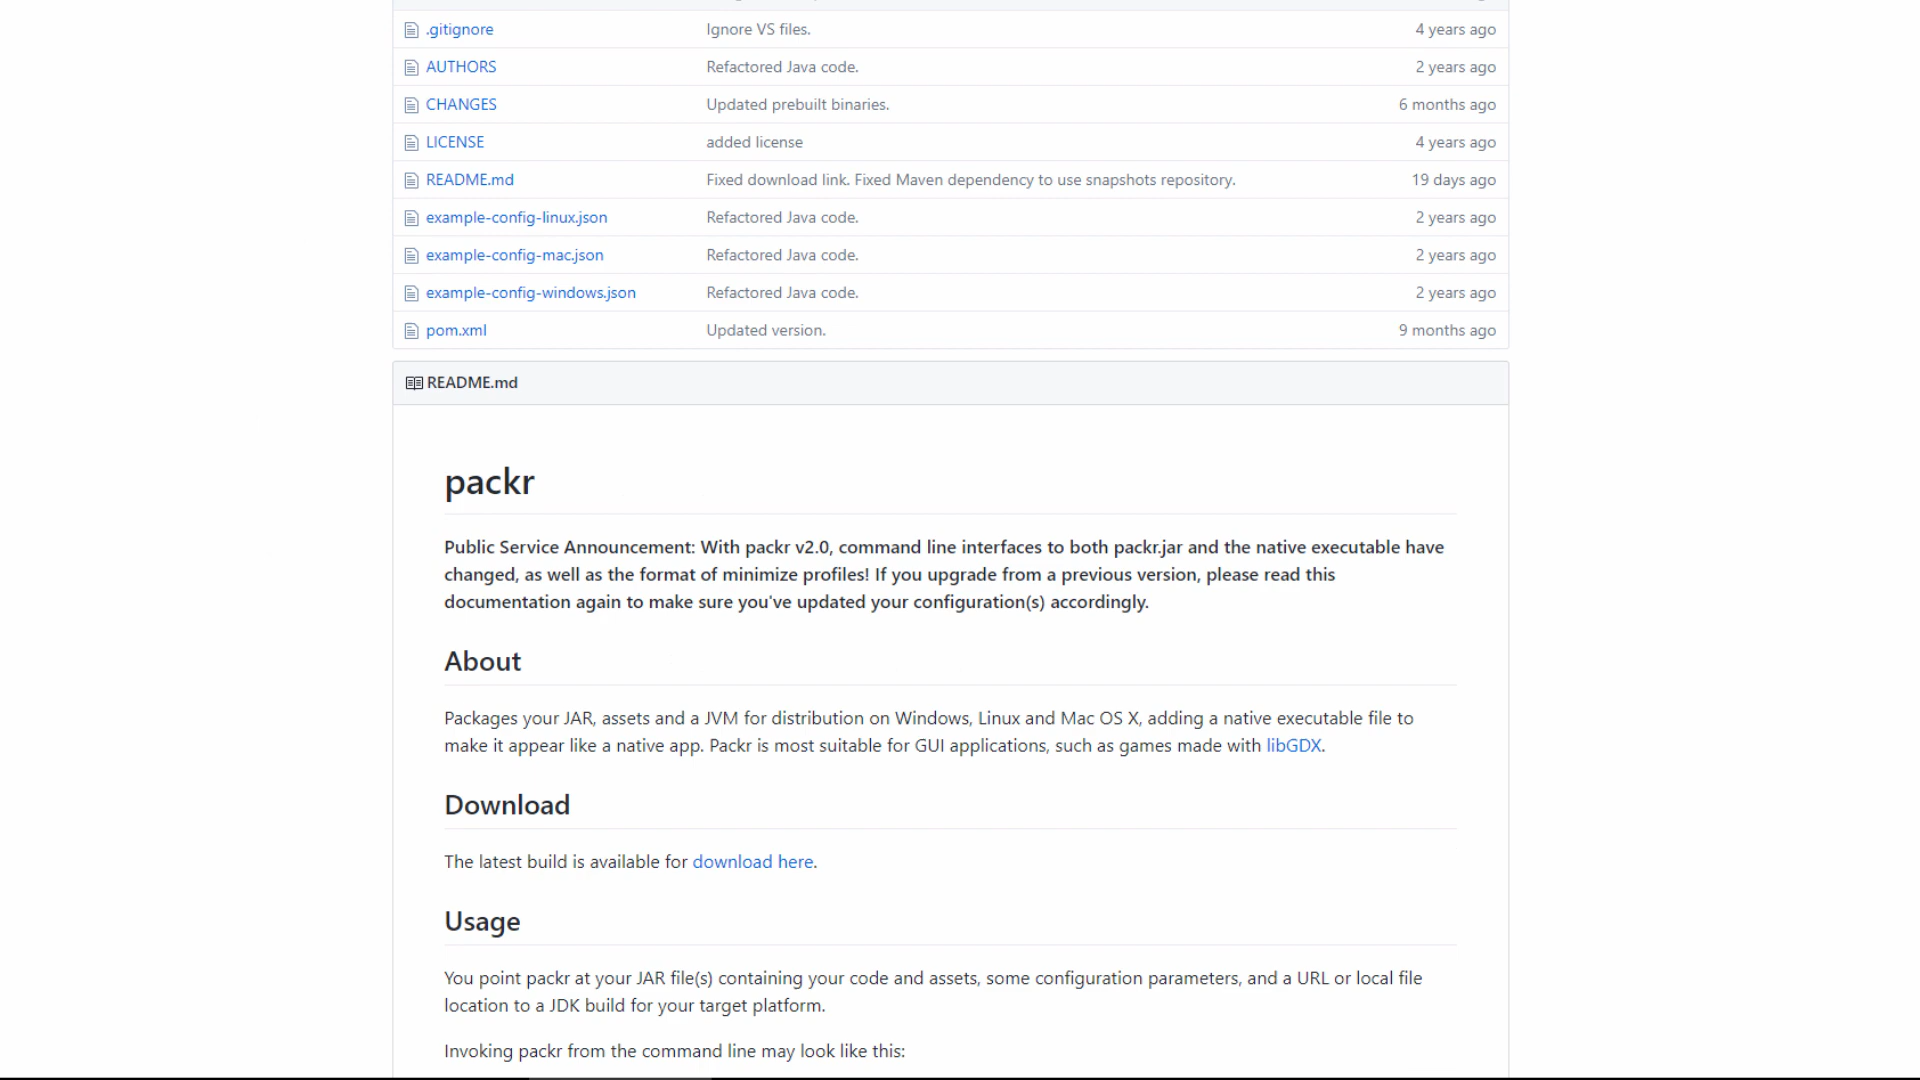 .gitignore Ignore VS files. 4 years ago
AUTHORS Refactored Java code. 2 years ago
CHANGES Updated prebuilt binaries. 6 months ago
LICENSE added license 4 years ago
README.md Fixed download link. Fixed Maven dependency to use snapshots repository. 19 days ago
example-config-linux.json Refactored Java code. 2 years ago
example-config-mac.json Refactored Java code. 2 years ago
example-config-windows.json Refactored Java code. 2 years ago
pom.xml Updated version. 9 months ago
README.md
packr
Public Service Announcement: With packr v2.0, command line interfaces to both packr.jar and the native executable have
changed, as well as the format of minimize profiles! If you upgrade from a previous version, please read this
documentation again to make sure you've updated your configuration(s) accordingly.
About
Packages your JAR, assets and a JVM for distribution on Windows, Linux and Mac OS X, adding a native executable file to
make it appear like a native app. Packr is most suitable for GUI applications, such as games made with libGDX.
Download
The latest build is available for download here.
Usage
You point packr at your JAR file(s) containing your code and assets, some configuration parameters, and a URL or local file
location to a JDK build for your target platform.
Invoking packr from the command line may look like this: